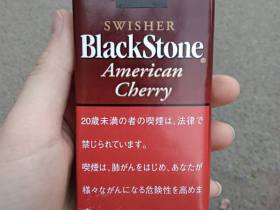 SWISHER
BlackStone®
American
Cherry
20歳未満の者の喫煙は、法律で
禁じられています。
喫煙は、肺がんをはじめ、あなたが
様々ながんになる危険性を高めま
す。